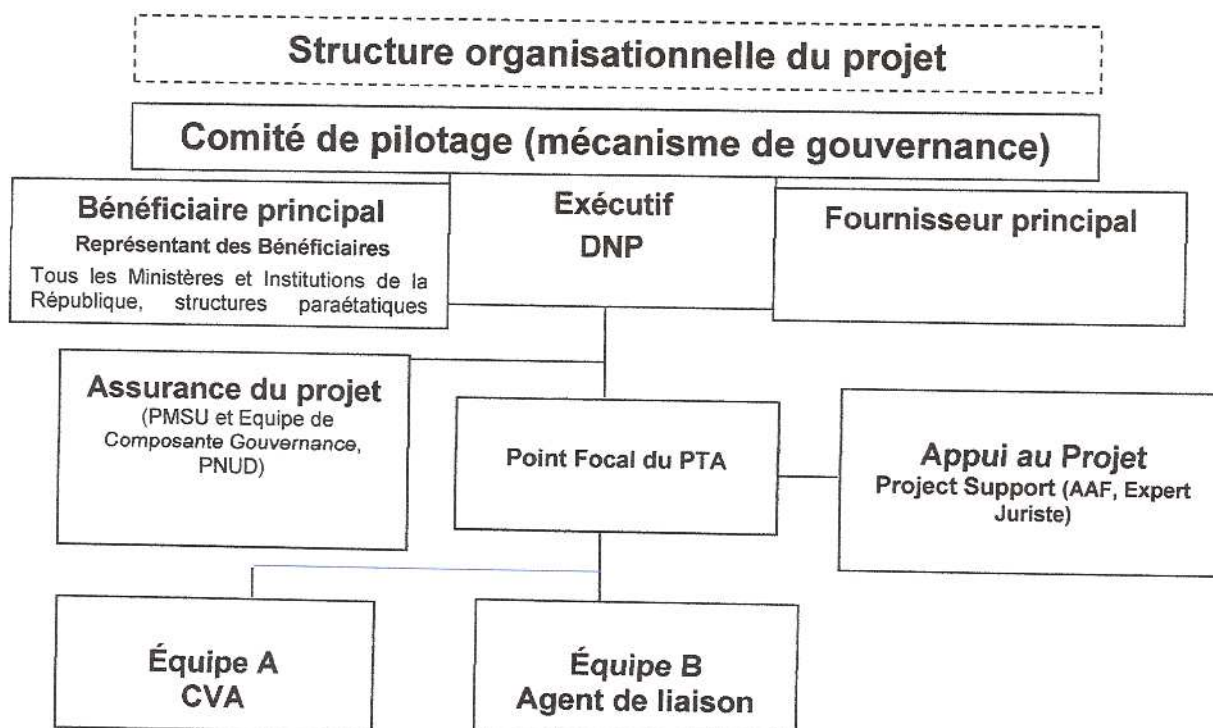 Structure organisationnelle du projet
Comité de pilotage (mécanisme de gouvernance)
Bénéficiaire principal
Représentant des Bénéficiaires
Tous les Ministères et Institutions de la
République, structures paraétatiques
Exécutif
DNP
Fournisseur principal
Assurance du projet
(PMSU et Equipe de
Composante Gouvernance,
PNUD)
Point Focal du PTA
Appui au Projet
Project Support (AAF, Expert
Juriste)
Équipe A
CVA
Équipe B
Agent de liaison